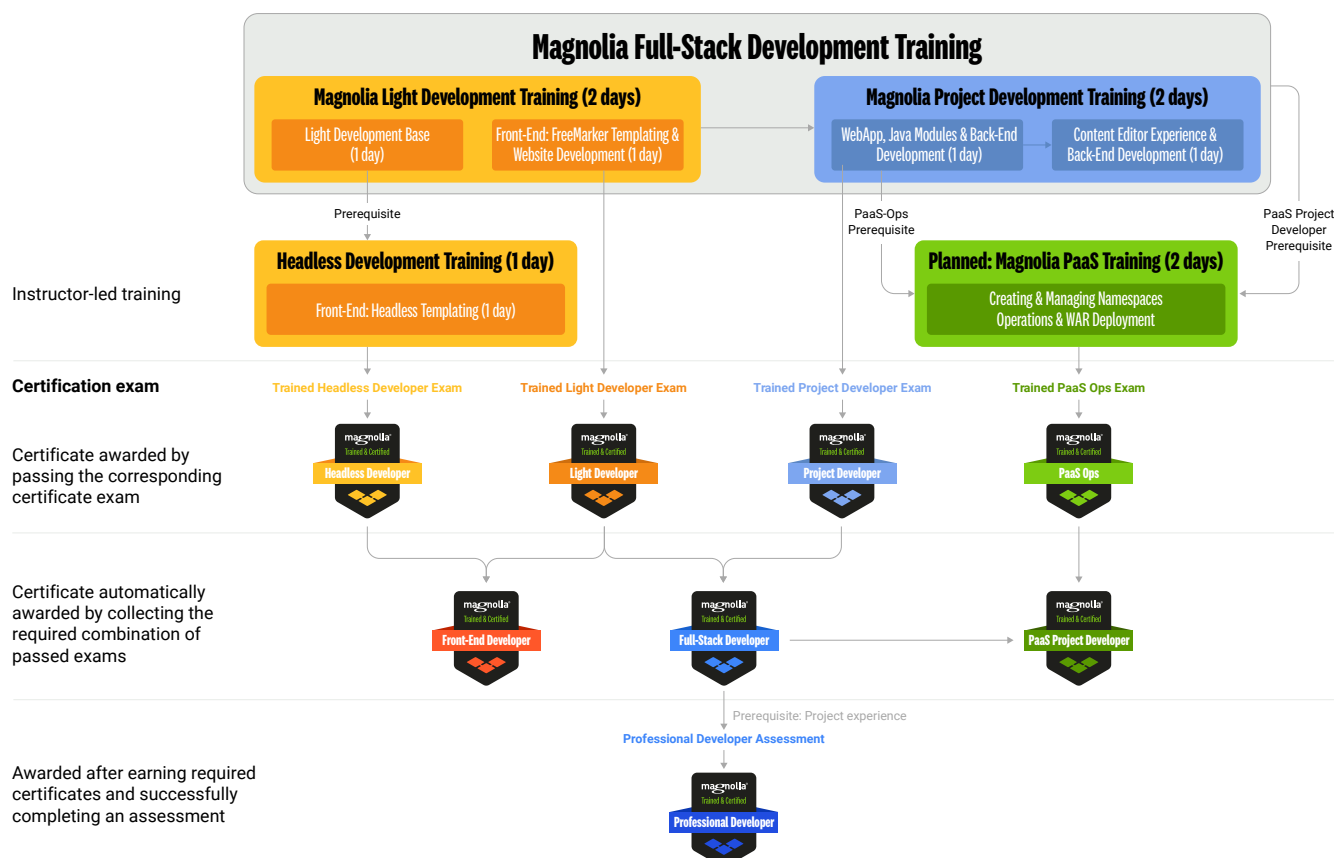 Magnolia Full-Stack Development Training
Magnolia Light Development Training (2 days)
Light Development Base
(1 day)
Front-End: FreeMarker Templating &
Website Development (1 day)
Magnolia Project Development Training (2 days)
WebApp, Java Modules & Back-End
Development (1 day)
Content Editor Experience &
Back-End Development (1 day)
Prerequisite
PaaS-Ops
Prerequisite
PaaS Project
Developer
Prerequisite
Instructor-led training
Headless Development Training (1 day)
Front-End: Headless Templating (1 day)
Planned: Magnolia PaaS Training (2 days)
Creating & Managing Namespaces
Operations & WAR Deployment
Certification exam
Trained Headless Developer Exam
Trained Light Developer Exam
Trained Project Developer Exam
Trained PaaS Ops Exam
Certificate awarded by
passing the corresponding
certificate exam
magnolia®
Trained & Certified
Headless Developer
magnolia®
Trained & Certified
Light Developer
magnolia®
Trained & Certified
Project Developer
magnolia®
Trained & Certified
PaaS Ops
Certificate automatically
awarded by collecting the
required combination of
passed exams
magnolia®
Trained & Certified
Front-End Developer
magnolia®
Trained & Certified
Full-Stack Developer
magnolia®
Trained & Certified
PaaS Project Developer
Prerequisite: Project experience
Professional Developer Assessment
Awarded after earning required
certificates and successfully
completing an assessment
magnolia®
Trained & Certified
Professional Developer